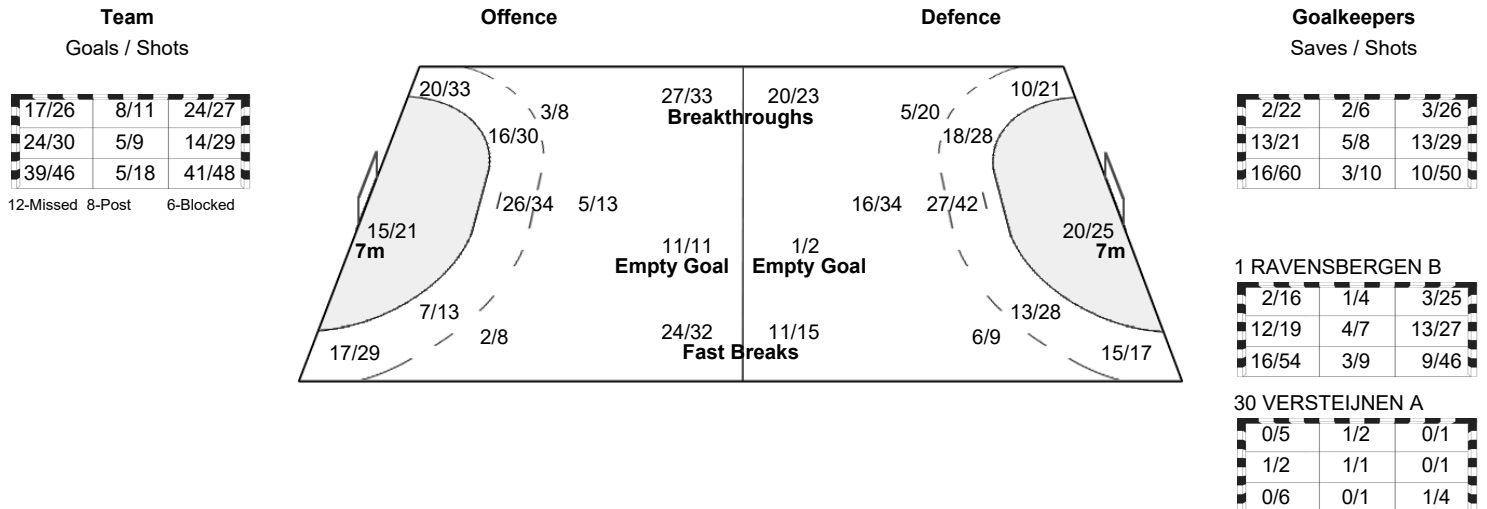 Team
Goals / Shots
17/26 8/11 24/27
24/30 5/9 14/29
39/46 5/18 41/48
12-Missed 8-Post 6-Blocked
Offence Defence
20/33 3/8 27/33 20/23 5/20 10/21
Breakthroughs
16/30 18/28
26/34 5/13 16/34 27/42
15/21 20/25
7m 7m
11/11 1/2
Empty Goal Empty Goal
7/13 13/28
2/8 24/32 11/15 6/9
Fast Breaks
17/29 15/17
Goalkeepers
Saves / Shots
2/22 2/6 3/26
13/21 5/8 13/29
16/60 3/10 10/50
1 RAVENSBERGEN B
2/16 1/4 3/25
12/19 4/7 13/27
16/54 3/9 9/46
30 VERSTEIJNEN A
0/5 1/2 0/1
1/2 1/1 0/1
0/6 0/1 1/4